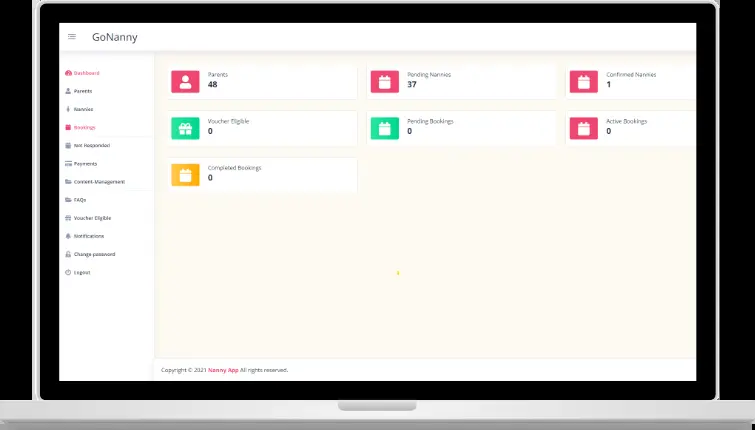 GoNanny
Dashboard
Parents
Nannies
Bookings
Not Responded
Payments
Content-Management
FAQs
Voucher Eligible
Notifications
Change password
Logout
Parents
48
Pending Nannies
37
Confirmed Nannies
1
Voucher Eligible
0
Pending Bookings
0
Active Bookings
0
Completed Bookings
0
Copyright © 2021 Nanny App All rights reserved.